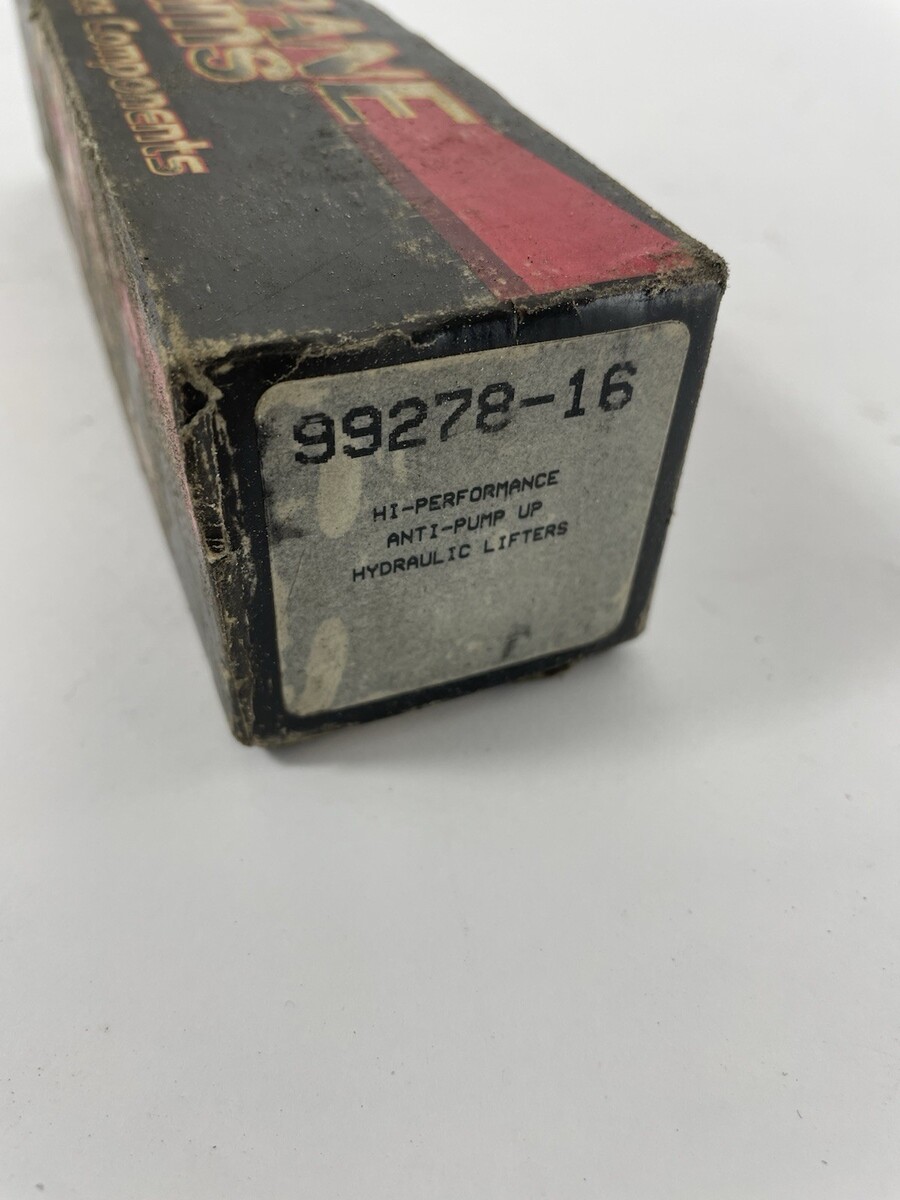 Components
99278-16
HI-PERFORMANCE
ANTI-PUMP UP
HYDRAULIC LIFTERS